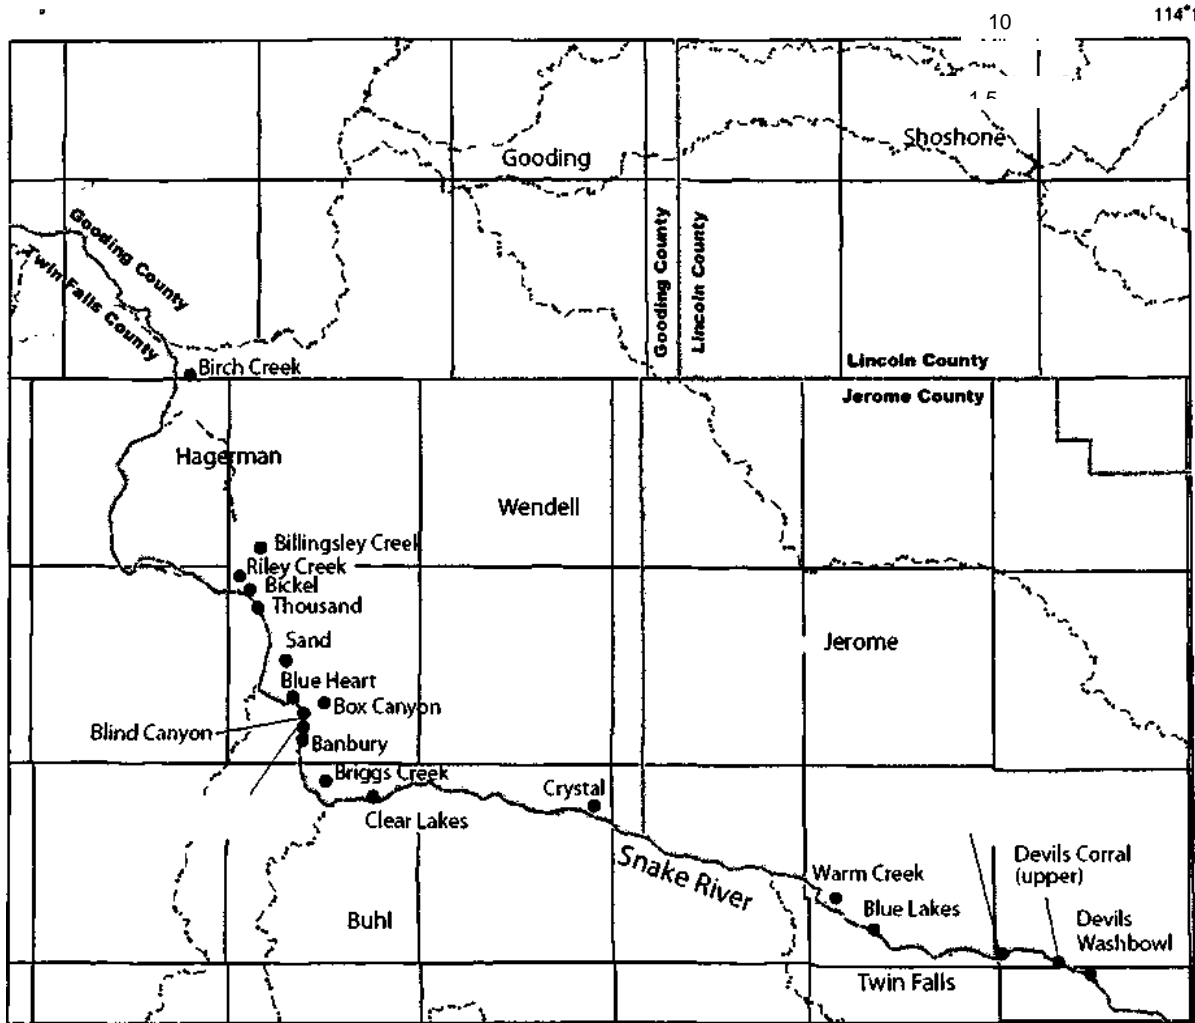 10
114°1
15
Shoshone
Gooding
Gooding County
Twin Falls County
Gooding County
Lincoln County
Lincoln County
Jerome County
Birch Creek
Hagerman
Wendell
Billingsley Creek
Riley Creek
Bickel
Thousand
Sand
Jerome
Blue Heart
Box Canyon
Blind Canyon
Banbury
Briggs Creek
Crystal
Clear Lakes
Snake River
Devils Corral
(upper)
Warm Creek
Blue Lakes
Devils
Washbowl
Buhl
Twin Falls